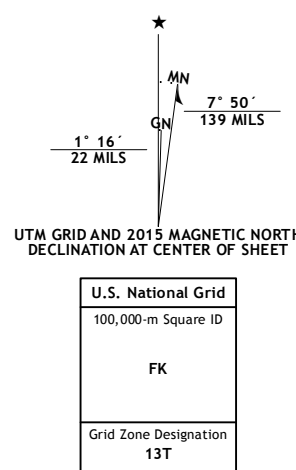 ★
MN
GN
7° 50´
139 MILS
1° 16´
22 MILS
UTM GRID AND 2015 MAGNETIC NORTH
DECLINATION AT CENTER OF SHEET
U.S. National Grid
100,000-m Square ID
FK
Grid Zone Designation
13T